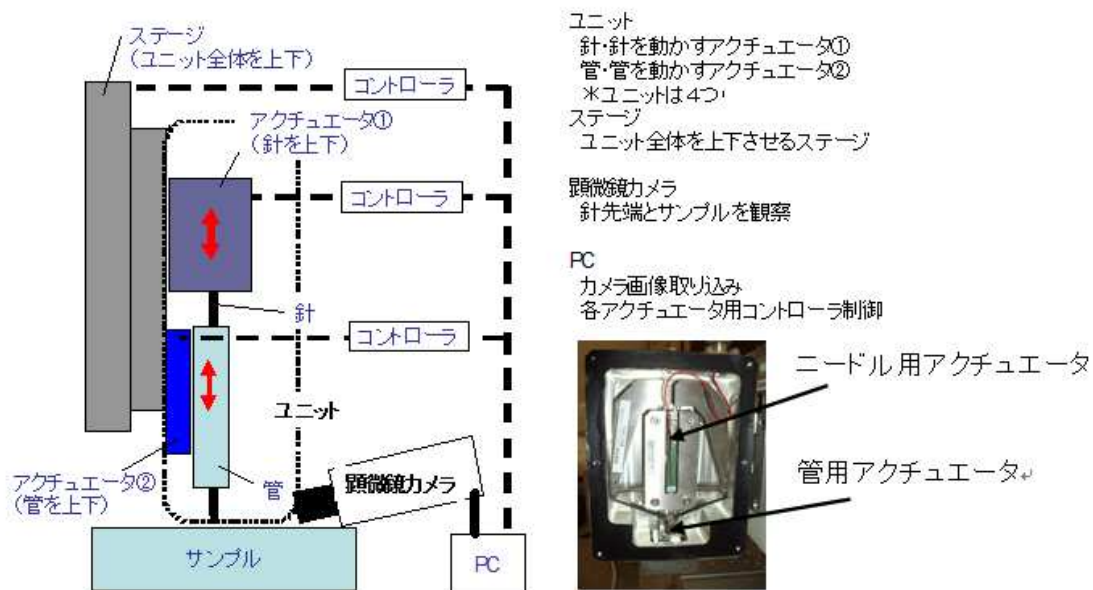 ステージ
(ユニット全体を上下)
コントローラ
アクチュエータ①
(針を上下)
コントローラ
針
コントローラ
ユニット
アクチュエータ②
(管を上下)
管
顕微鏡カメラ
サンプル
PC
ユニット
針・針を動かすアクチュエータ①
管・管を動かすアクチュエータ②
*ユニットは4つ
ステージ
ユニット全体を上下させるステージ
顕微鏡カメラ
針先端とサンプルを観察
PC
カメラ画像取り込み
各アクチュエータ用コントローラ制御
ニードル用アクチュエータ
管用アクチュエータ